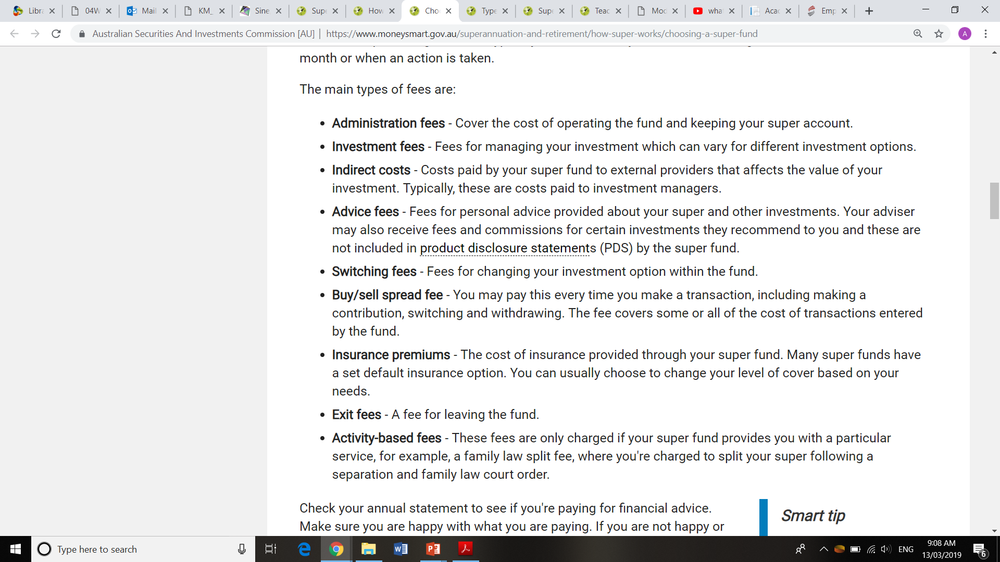 Libra
04W
Mail
KM_
Sine
Supe
How
Choo
Type
Supe
Teac
Moc
wha
Acac
Emp
Australian Securities And Investments Commission [AU] | https://www.moneysmart.gov.au/superannuation-and-retirement/how-super-works/choosing-a-super-fund
A
month or when an action is taken.
The main types of fees are:
• Administration fees - Cover the cost of operating the fund and keeping your super account.
• Investment fees - Fees for managing your investment which can vary for different investment options.
• Indirect costs - Costs paid by your super fund to external providers that affects the value of your
investment. Typically, these are costs paid to investment managers.
• Advice fees - Fees for personal advice provided about your super and other investments. Your adviser
may also receive fees and commissions for certain investments they recommend to you and these are
not included in product disclosure statements (PDS) by the super fund.
• Switching fees - Fees for changing your investment option within the fund.
• Buy/sell spread fee - You may pay this every time you make a transaction, including making a
contribution, switching and withdrawing. The fee covers some or all of the cost of transactions entered
by the fund.
• Insurance premiums - The cost of insurance provided through your super fund. Many super funds have
a set default insurance option. You can usually choose to change your level of cover based on your
needs.
• Exit fees - A fee for leaving the fund.
• Activity-based fees - These fees are only charged if your super fund provides you with a particular
service, for example, a family law split fee, where you're charged to split your super following a
separation and family law court order.
Check your annual statement to see if you're paying for financial advice.
Make sure you are happy with what you are paying. If you are not happy or
Smart tip
Type here to search
ENG
9:08 AM
13/03/2019
6